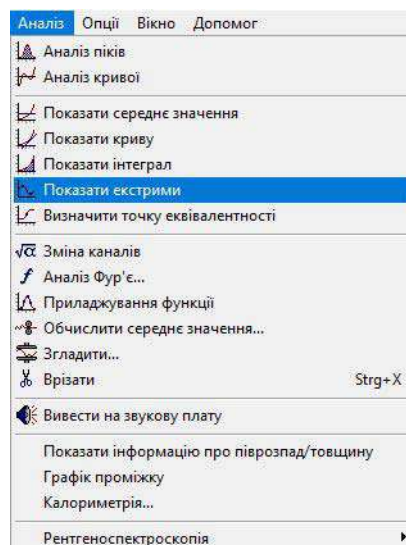 Аналіз Опції Вікно Допомог
Аналіз піків
Аналіз кривої
Показати середнє значення
Показати криву
Показати інтеграл
Показати екстрими
Визначити точку еквівалентності
Зміна каналів
Аналіз Фур'є...
Приладжування функції
Обчислити середнє значення...
Згладити...
Врізати Strg+X
Вивести на звукову плату
Показати інформацію про піврозпад/товщину
Графік проміжку
Калориметрія...
Рентгеноспектроскопія